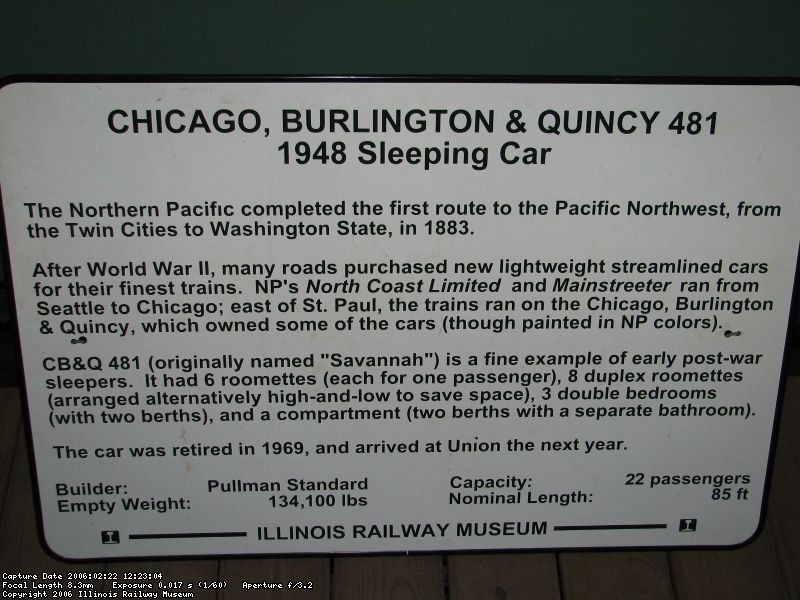 CHICAGO, BURLINGTON & QUINCY 481
1948 Sleeping Car
The Northern Pacific completed the first route to the Pacific Northwest, from
the Twin Cities to Washington State, in 1883.
After World War II, many roads purchased new lightweight streamlined cars
for their finest trains. NP's North Coast Limited and Mainstreeter ran from
Seattle to Chicago; east of St. Paul, the trains ran on the Chicago, Burlington
& Quincy, which owned some of the cars (though painted in NP colors).
CB&Q 481 (originally named "Savannah") is a fine example of early post-war
sleepers. It had 6 roomettes (each for one passenger), 8 duplex roomettes
(arranged alternatively high-and-low to save space), 3 double bedrooms
(with two berths), and a compartment (two berths with a separate bathroom).
The car was retired in 1969, and arrived at Union the next year.
Builder: Pullman Standard Capacity: 22 passengers
Empty Weight: 134,100 lbs Nominal Length: 85 ft
I ILLINOIS RAILWAY MUSEUM I
Capture Date 2006:02:22 12:23:04
Focal Length 8.3mm Exposure 0.017 s (1/60) Aperture f/3.2
Copyright 2006 Illinois Railway Museum